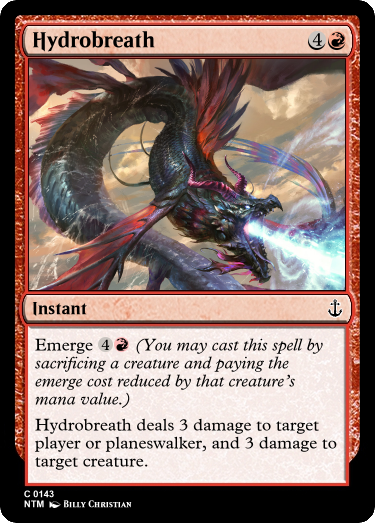 Hydrobreath 4
Instant
Emerge 4 (You may cast this spell by
sacrificing a creature and paying the
emerge cost reduced by that creature's
mana value.)
Hydrobreath deals 3 damage to target
player or planeswalker, and 3 damage to
target creature.
C 0143
NTM Billy Christian